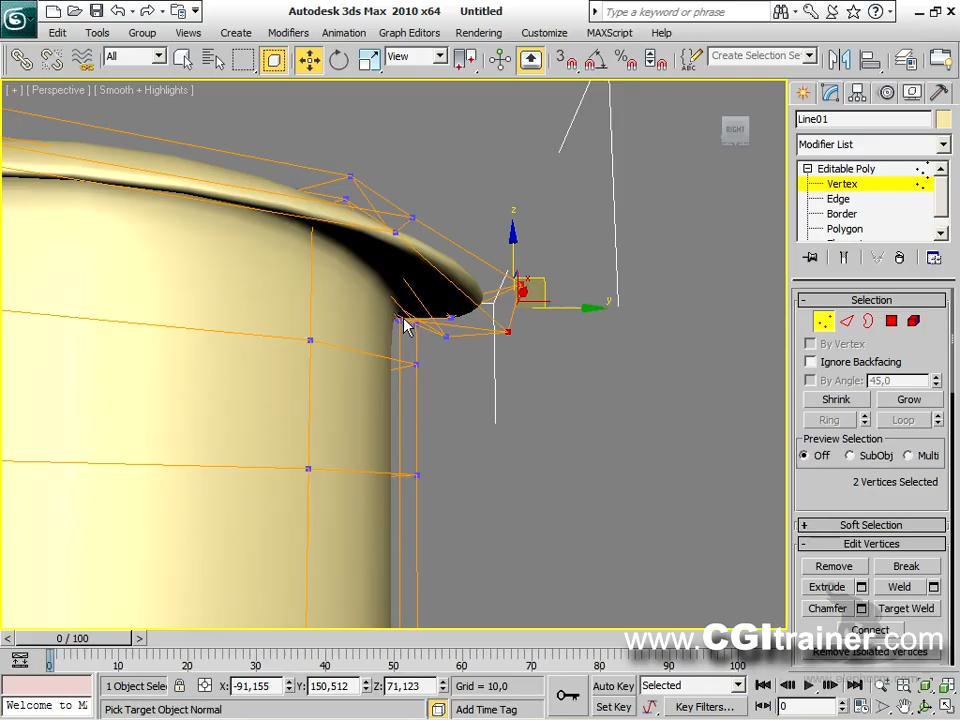 Autodesk 3ds Max 2010 x64 Untitled
Type a keyword or phrase
Edit Tools Group Views Create Modifiers Animation Graph Editors Rendering Customize MAXScript Help
All View 3 Create Selection Se
[ + ] [ Perspective ] [ Smooth + Highlights ]
RIGHT
z
x
y
Line01
Modifier List
Editable Poly
Vertex
Edge
Border
Polygon
- Selection
By Vertex
Ignore Backfacing
By Angle: 45,0
Shrink Grow
Ring Loop
Preview Selection
Off SubObj Multi
2 Vertices Selected
+ Soft Selection
- Edit Vertices
Remove Break
Extrude Weld
Chamfer Target Weld
Connect
Remove Isolated Vertices
www.CGItrainer.com
< 0 / 100 >
0 10 20 30 40 50 60 70 80 90 100
1 Object Selec X: -91,155 Y: 150,512 Z: 71,123 Grid = 10,0 Auto Key Selected
Welcome to M Pick Target Object Normal Add Time Tag Set Key Key Filters... 0